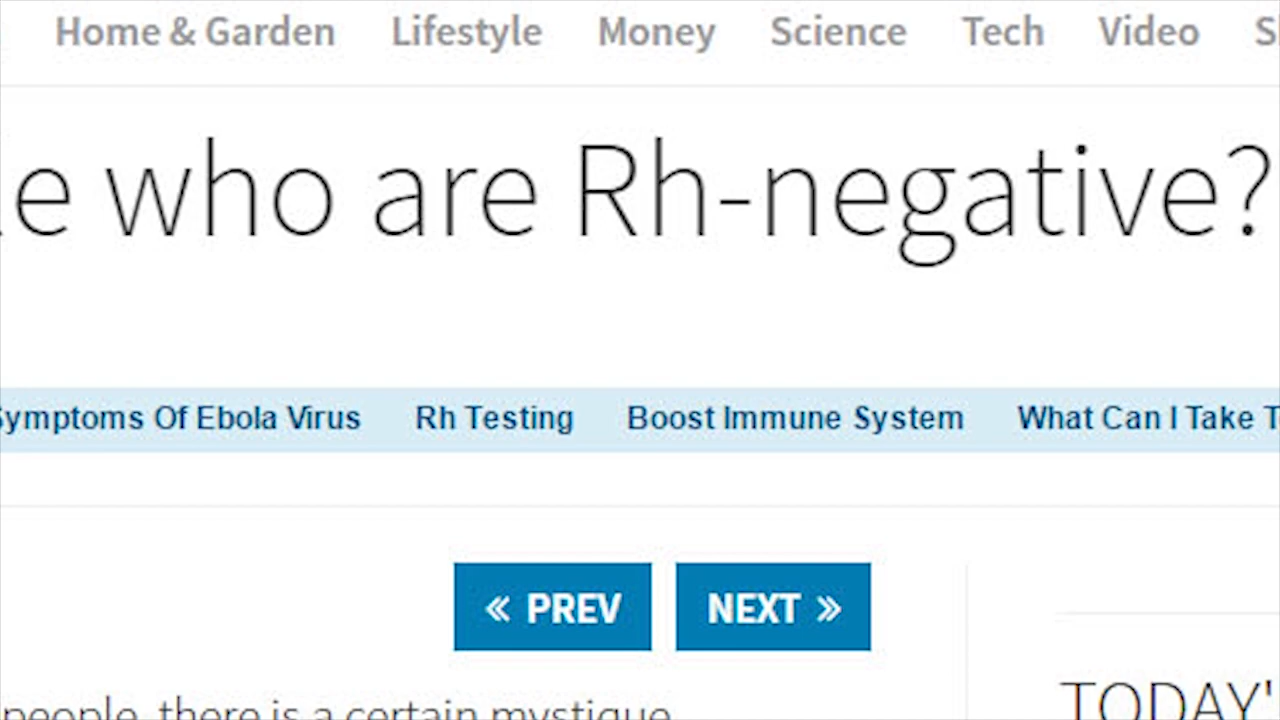 Home & Garden Lifestyle Money Science Tech Video
who are Rh-negative?
Symptoms Of Ebola Virus Rh Testing Boost Immune System What Can I Take
« PREV NEXT »
people, there is a certain mystique
TODAY'